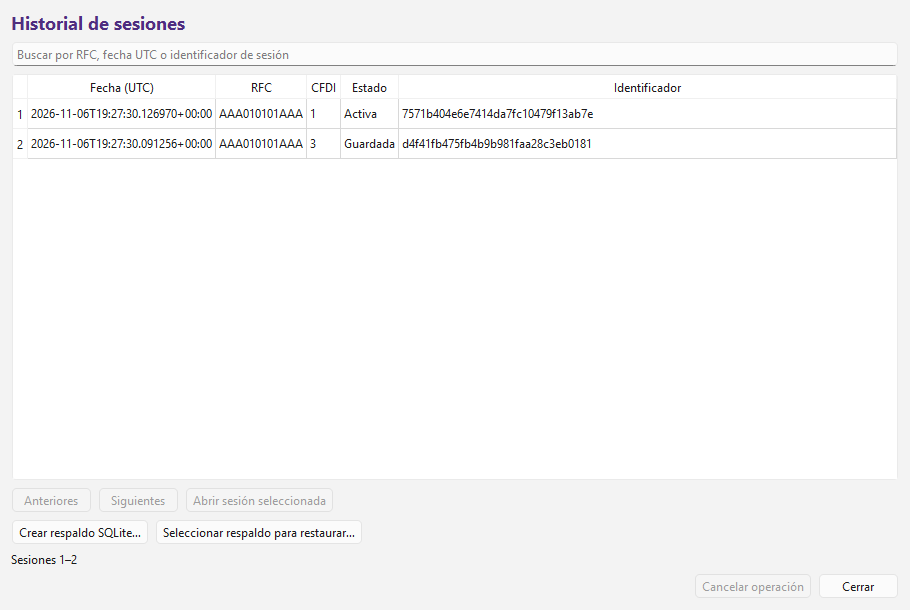 Historial de sesiones
Buscar por RFC, fecha UTC o identificador de sesión
Fecha (UTC) RFC CFDI Estado Identificador
1 2026-11-06T19:27:30.126970+00:00 AAA010101AAA 1 Activa 7571b404e6e7414da7fc10479f13ab7e
2 2026-11-06T19:27:30.091256+00:00 AAA010101AAA 3 Guardada d4f41fb475fb4b9b981faa28c3eb0181
Anteriores Siguientes Abrir sesión seleccionada
Crear respaldo SQLite... Seleccionar respaldo para restaurar...
Sesiones 1–2
Cancelar operación Cerrar